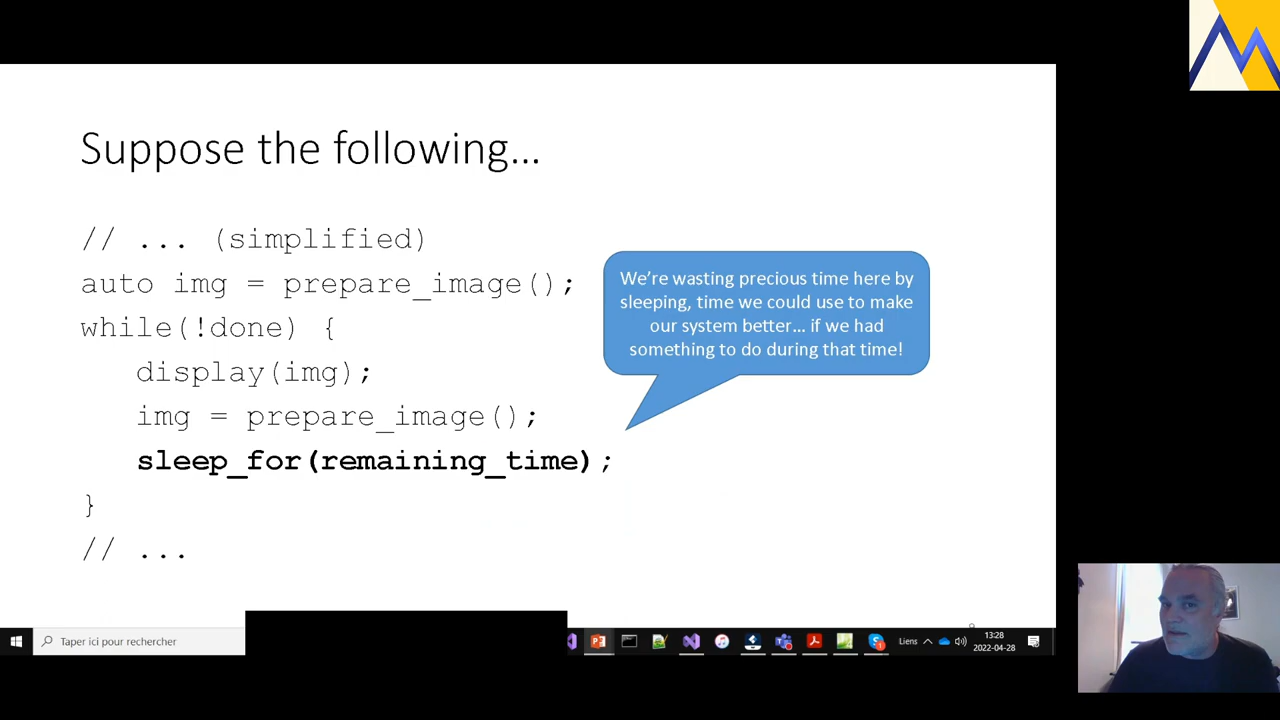 Suppose the following…
// ... (simplified)
auto img = prepare_image();
while(!done) {
display(img);
img = prepare_image();
sleep_for(remaining_time);
}
// ...
We're wasting precious time here by
sleeping, time we could use to make
our system better… if we had
something to do during that time!
Taper ici pour rechercher
Liens
13:28
2022-04-28